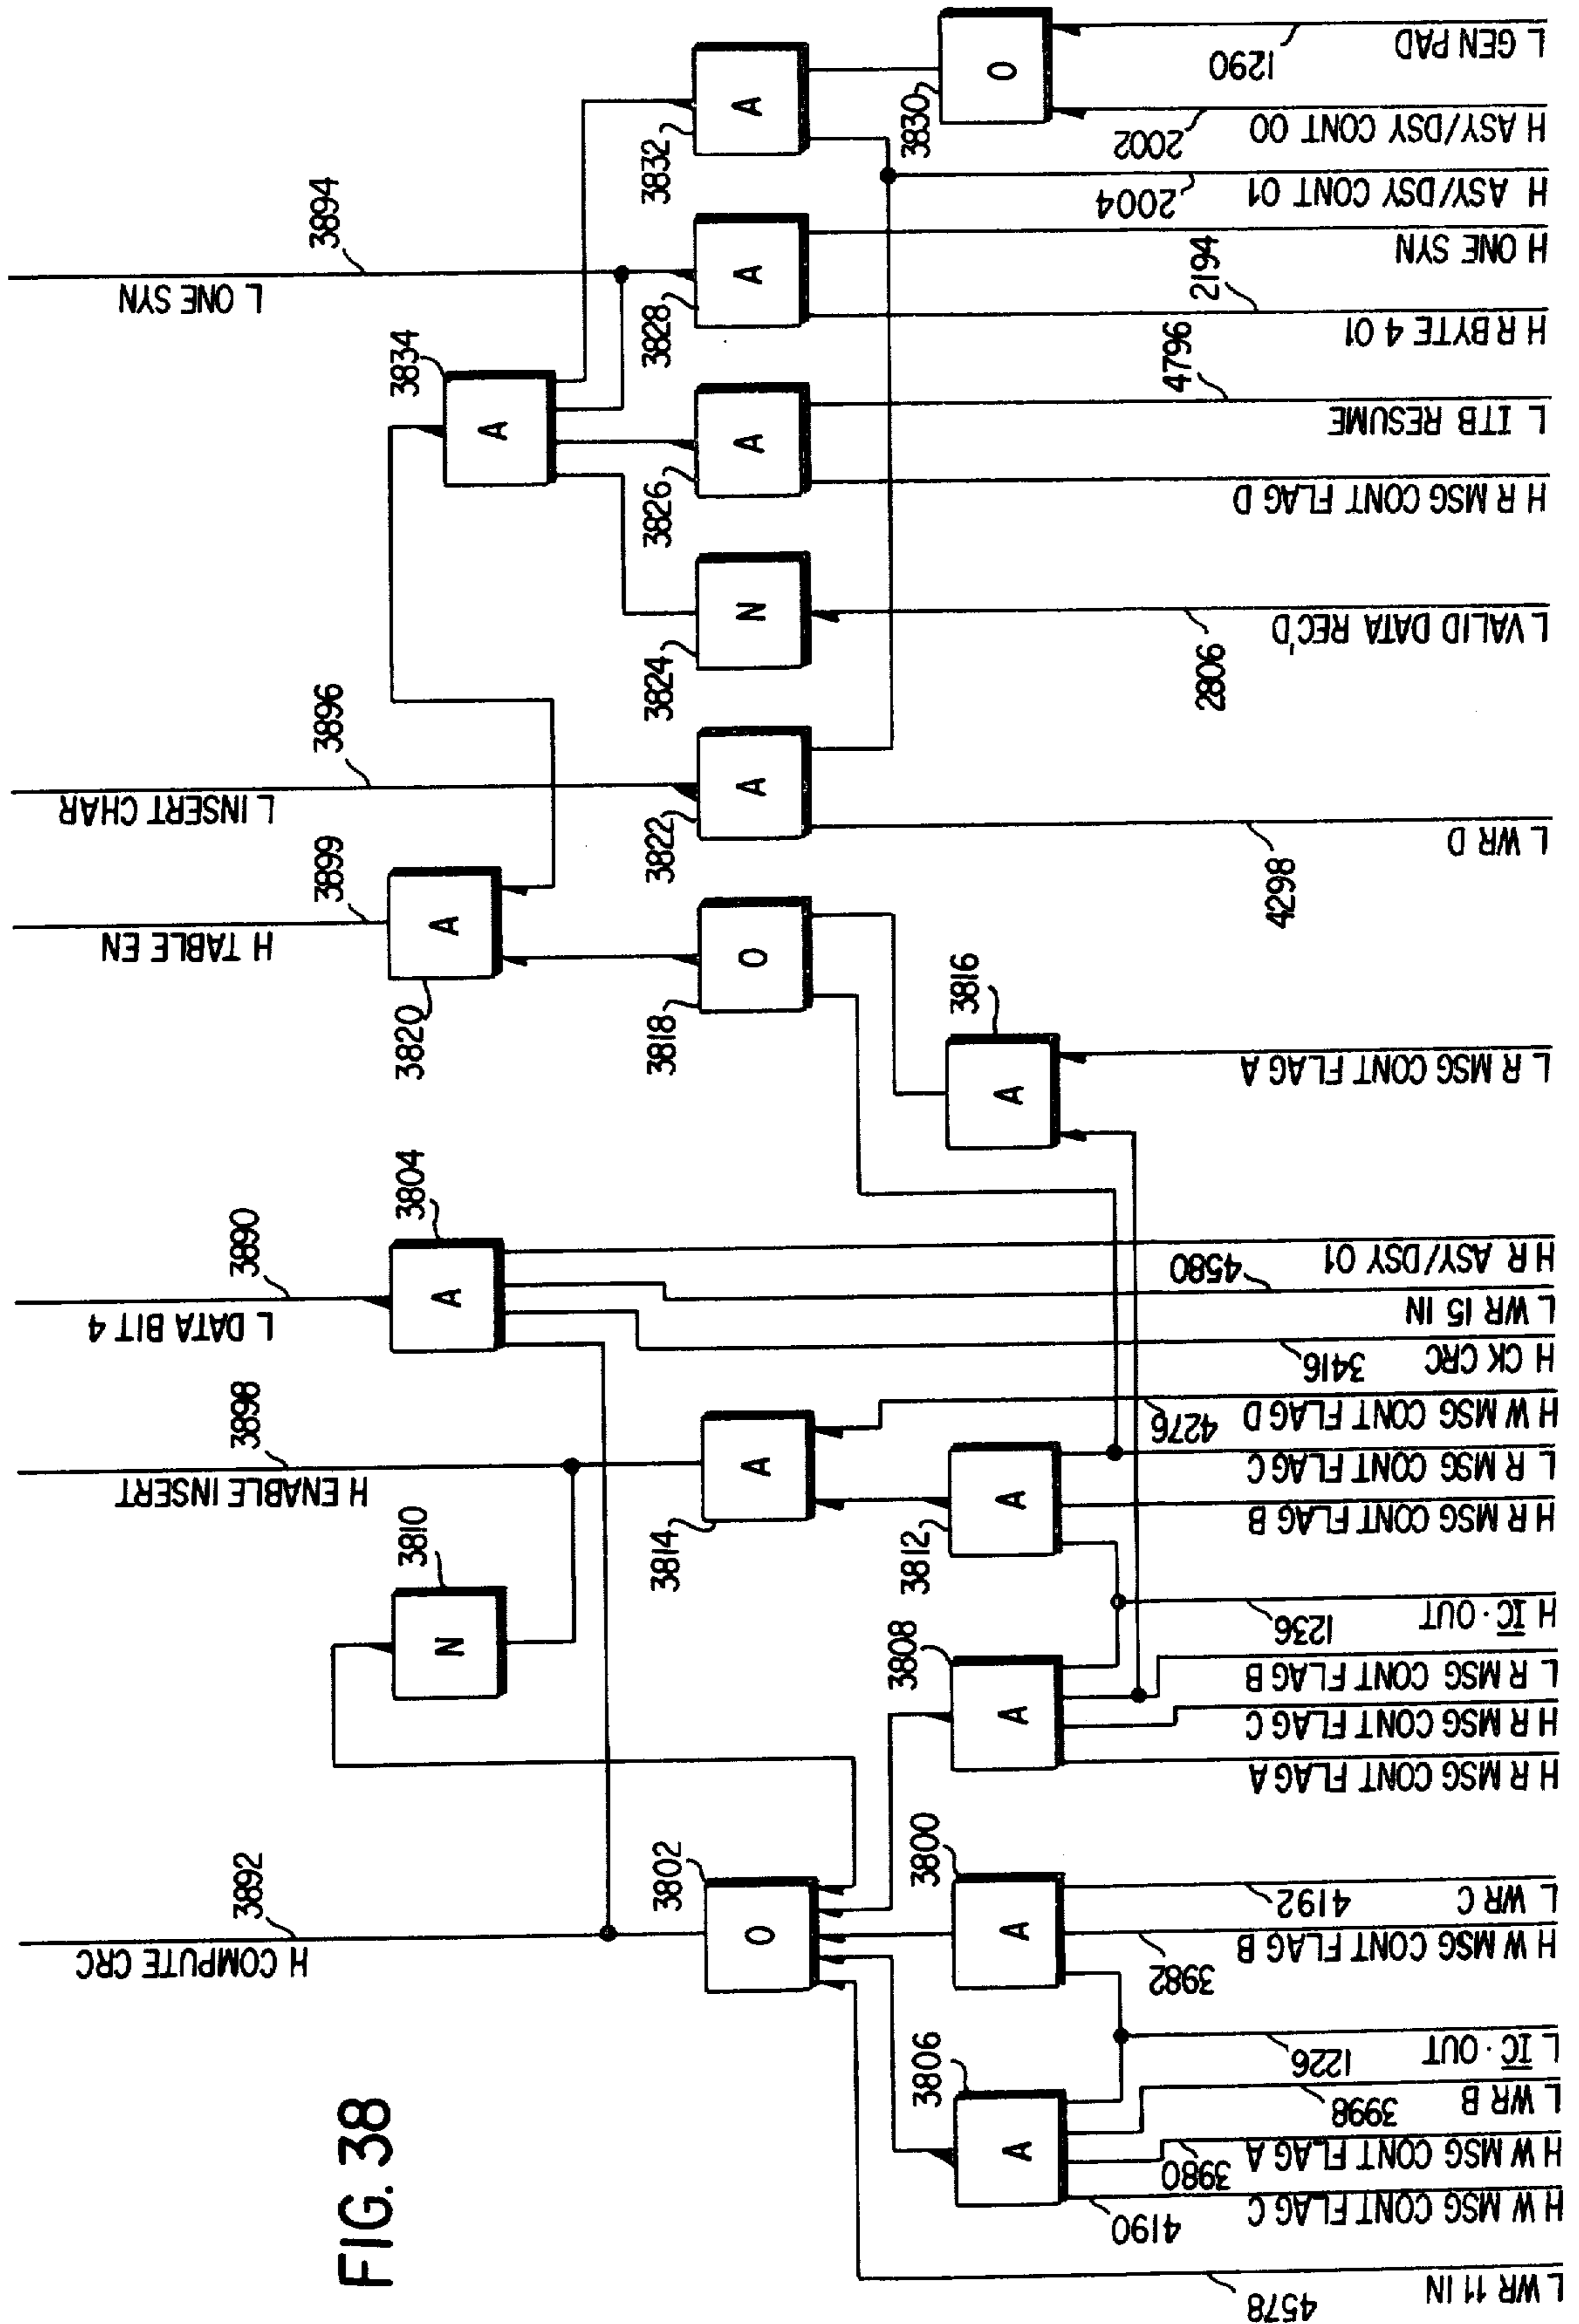 FIG. 38
H COMPUTE CRC
3892
H ENABLE INSERT
3898
L DATA BIT 4
3890
H TABLE EN
3899
L INSERT CHAR
3896
L ONE SYN
3894
N
3810
A
3804
A
3820
A
3834
O
3802
A
3814
O
3818
A
3822
N
3824
A
3826
A
3828
A
3832
A
3806
A
3800
A
3808
A
3812
A
3816
O
3830
4578
L WR 11 IN
4190
H W MSG CONT FLAG C
3980
H W MSG CONT FLAG A
3998
L WR B
1226
L I̅C̅·OUT
3982
H W MSG CONT FLAG B
4192
L WR C
H R MSG CONT FLAG A
H R MSG CONT FLAG C
L R MSG CONT FLAG B
1236
H I̅C̅·OUT
H R MSG CONT FLAG B
L R MSG CONT FLAG C
4276
H W MSG CONT FLAG D
3416
H CK CRC
L WR 15 IN
4580
H R ASY/DSY 01
L R MSG CONT FLAG A
4298
L WR D
2806
L VALID DATA REC'D
H R MSG CONT FLAG D
4796
L ITB RESUME
H R BYTE 4 01
2194
H ONE SYN
2004
H ASY/DSY CONT 01
2002
H ASY/DSY CONT 00
1290
L GEN PAD